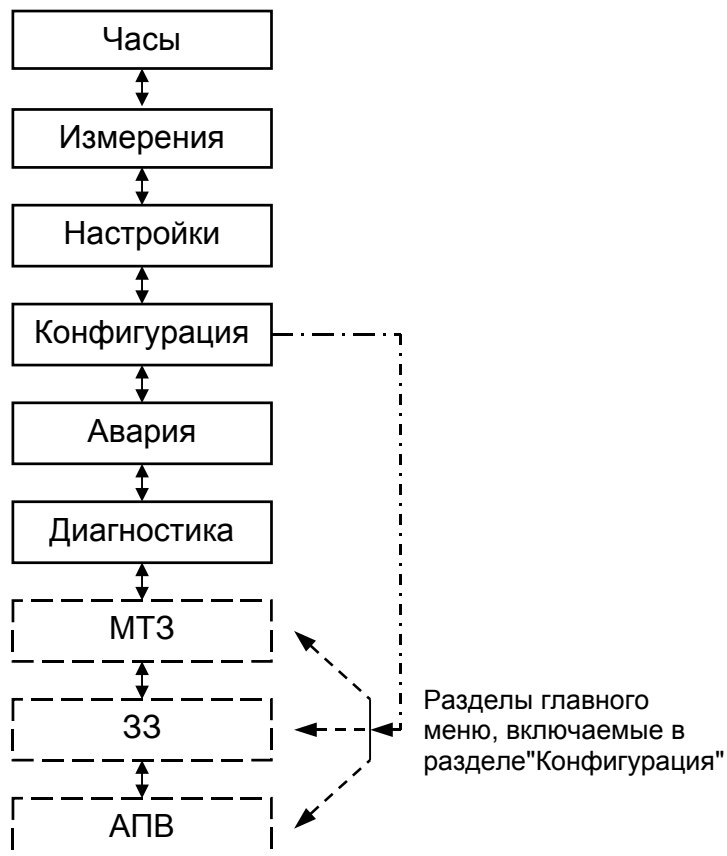 Часы
Измерения
Настройки
Конфигурация
Авария
Диагностика
МТЗ
ЗЗ
АПВ
Разделы главного
меню, включаемые в
разделе"Конфигурация"